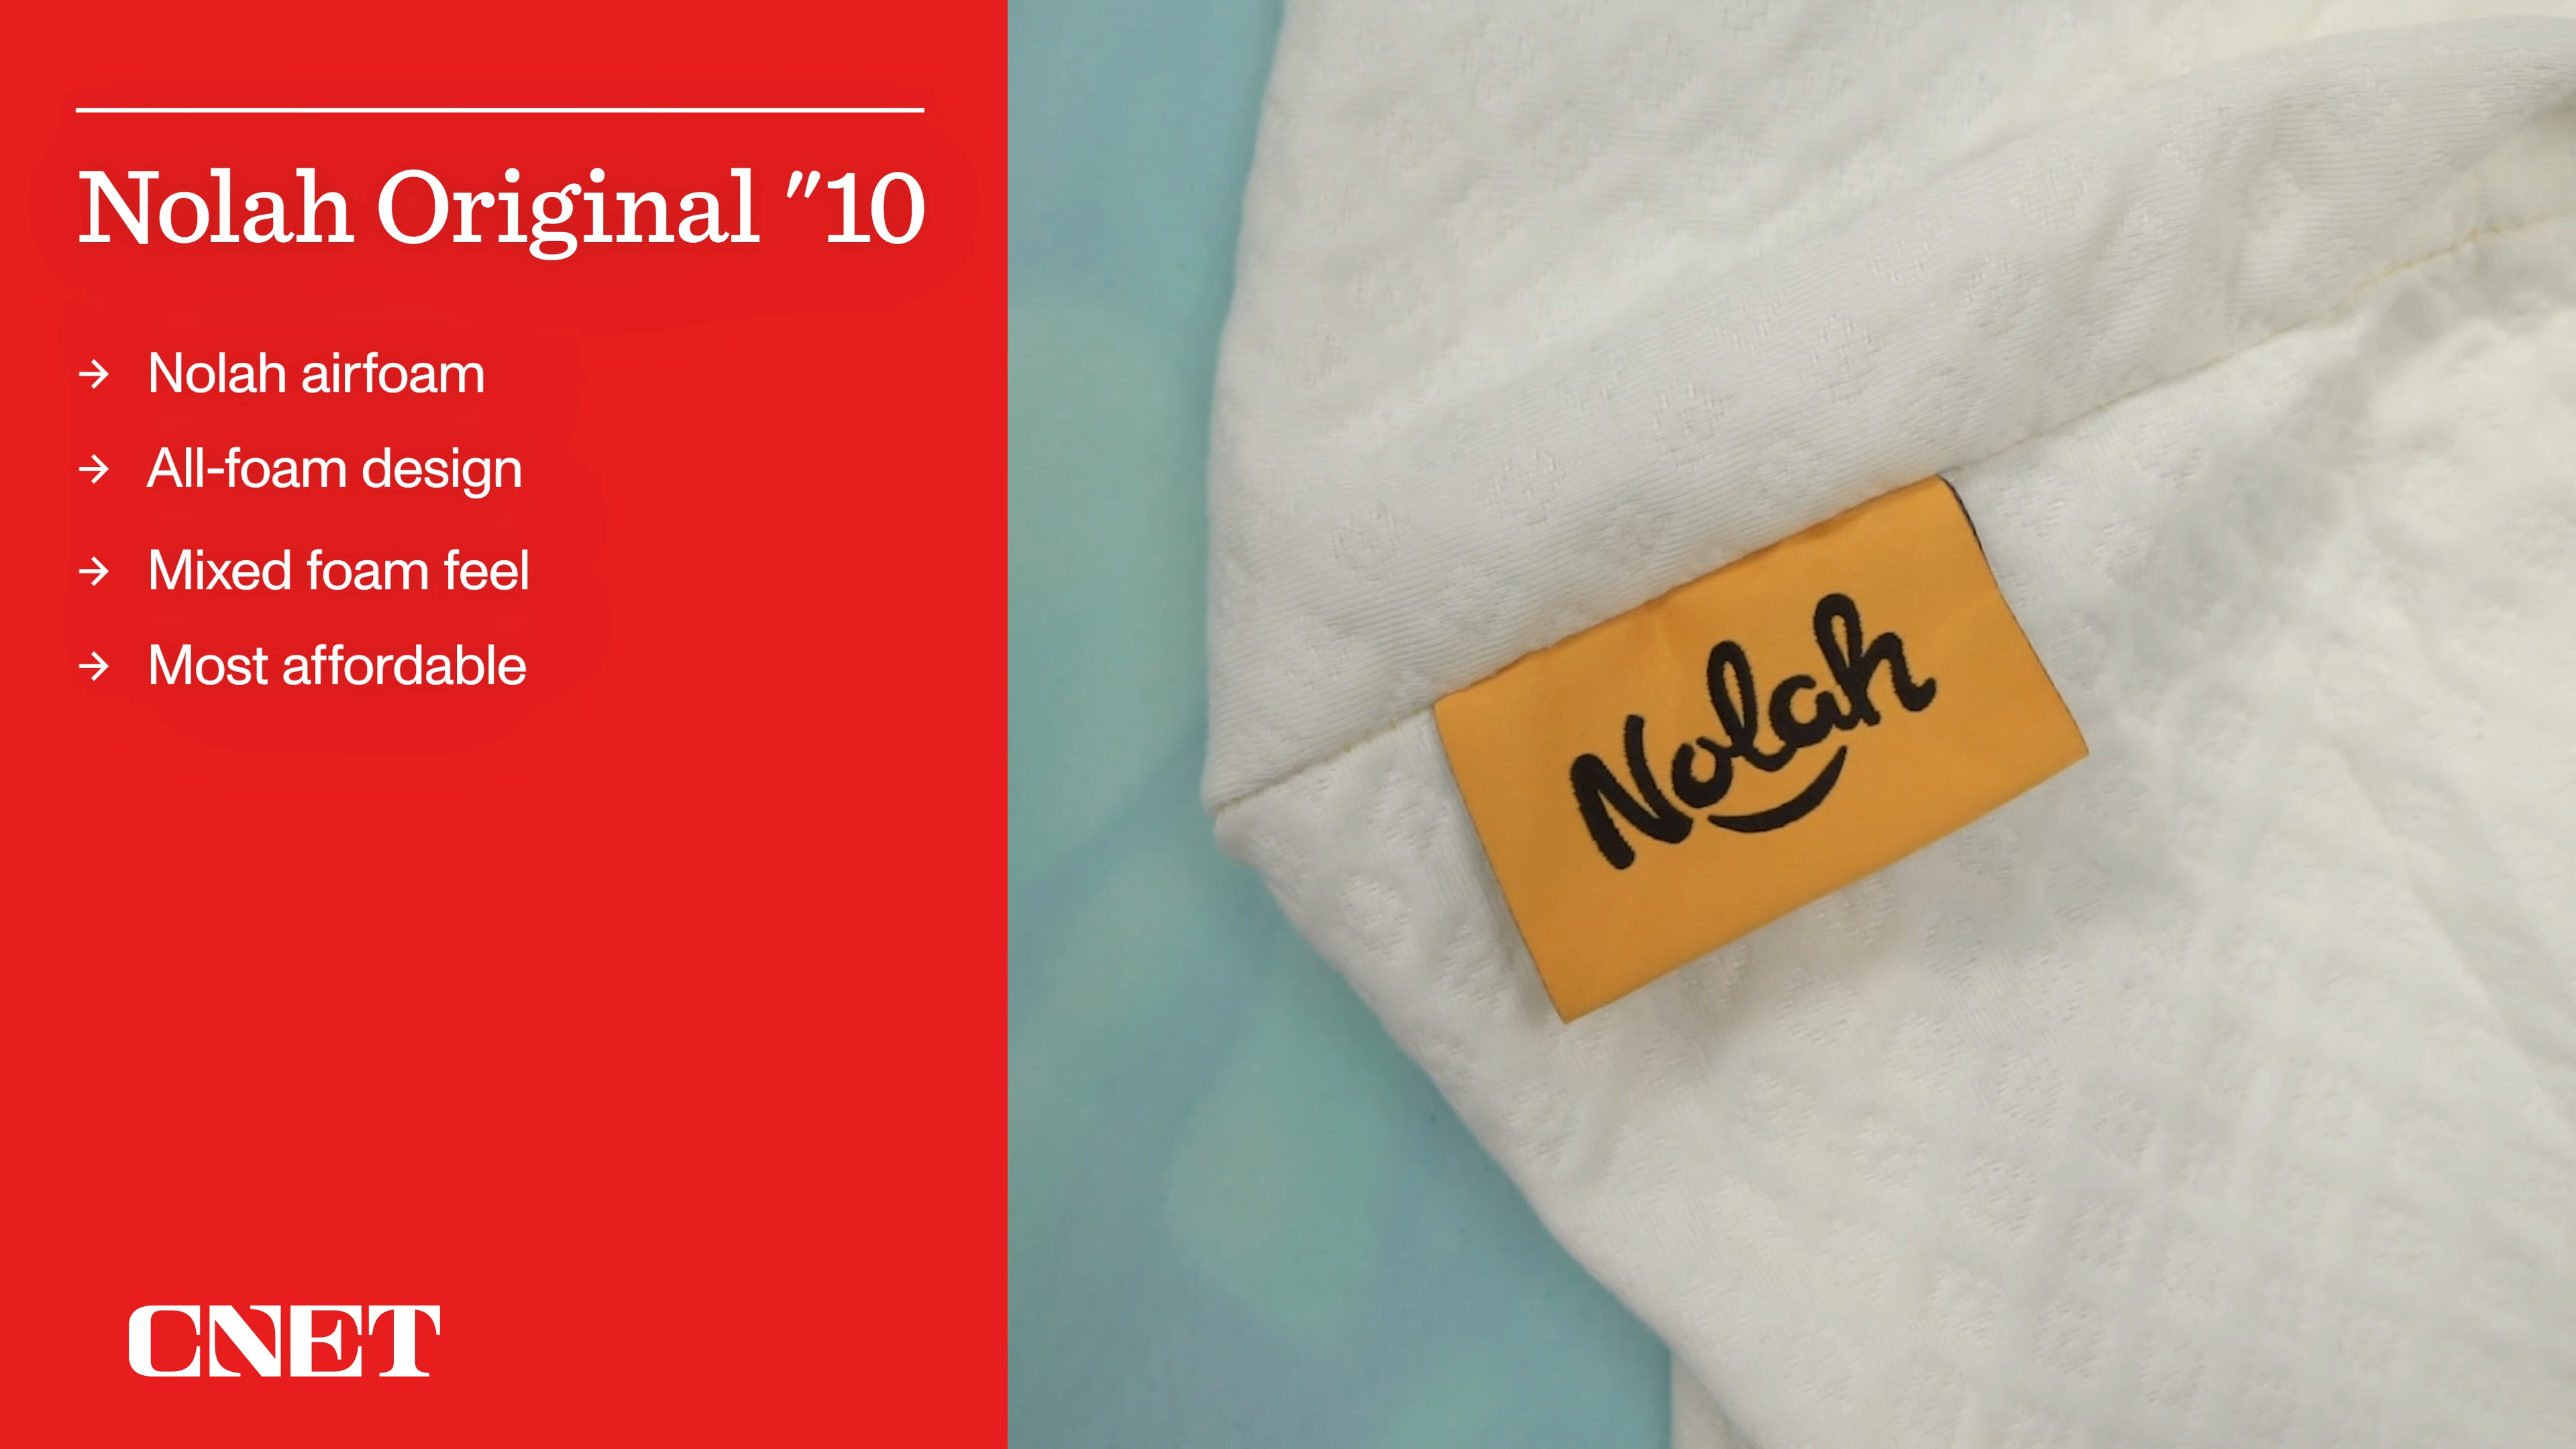 Nolah Original "10
→ Nolah airfoam
→ All-foam design
→ Mixed foam feel
→ Most affordable
Nolah
CNET